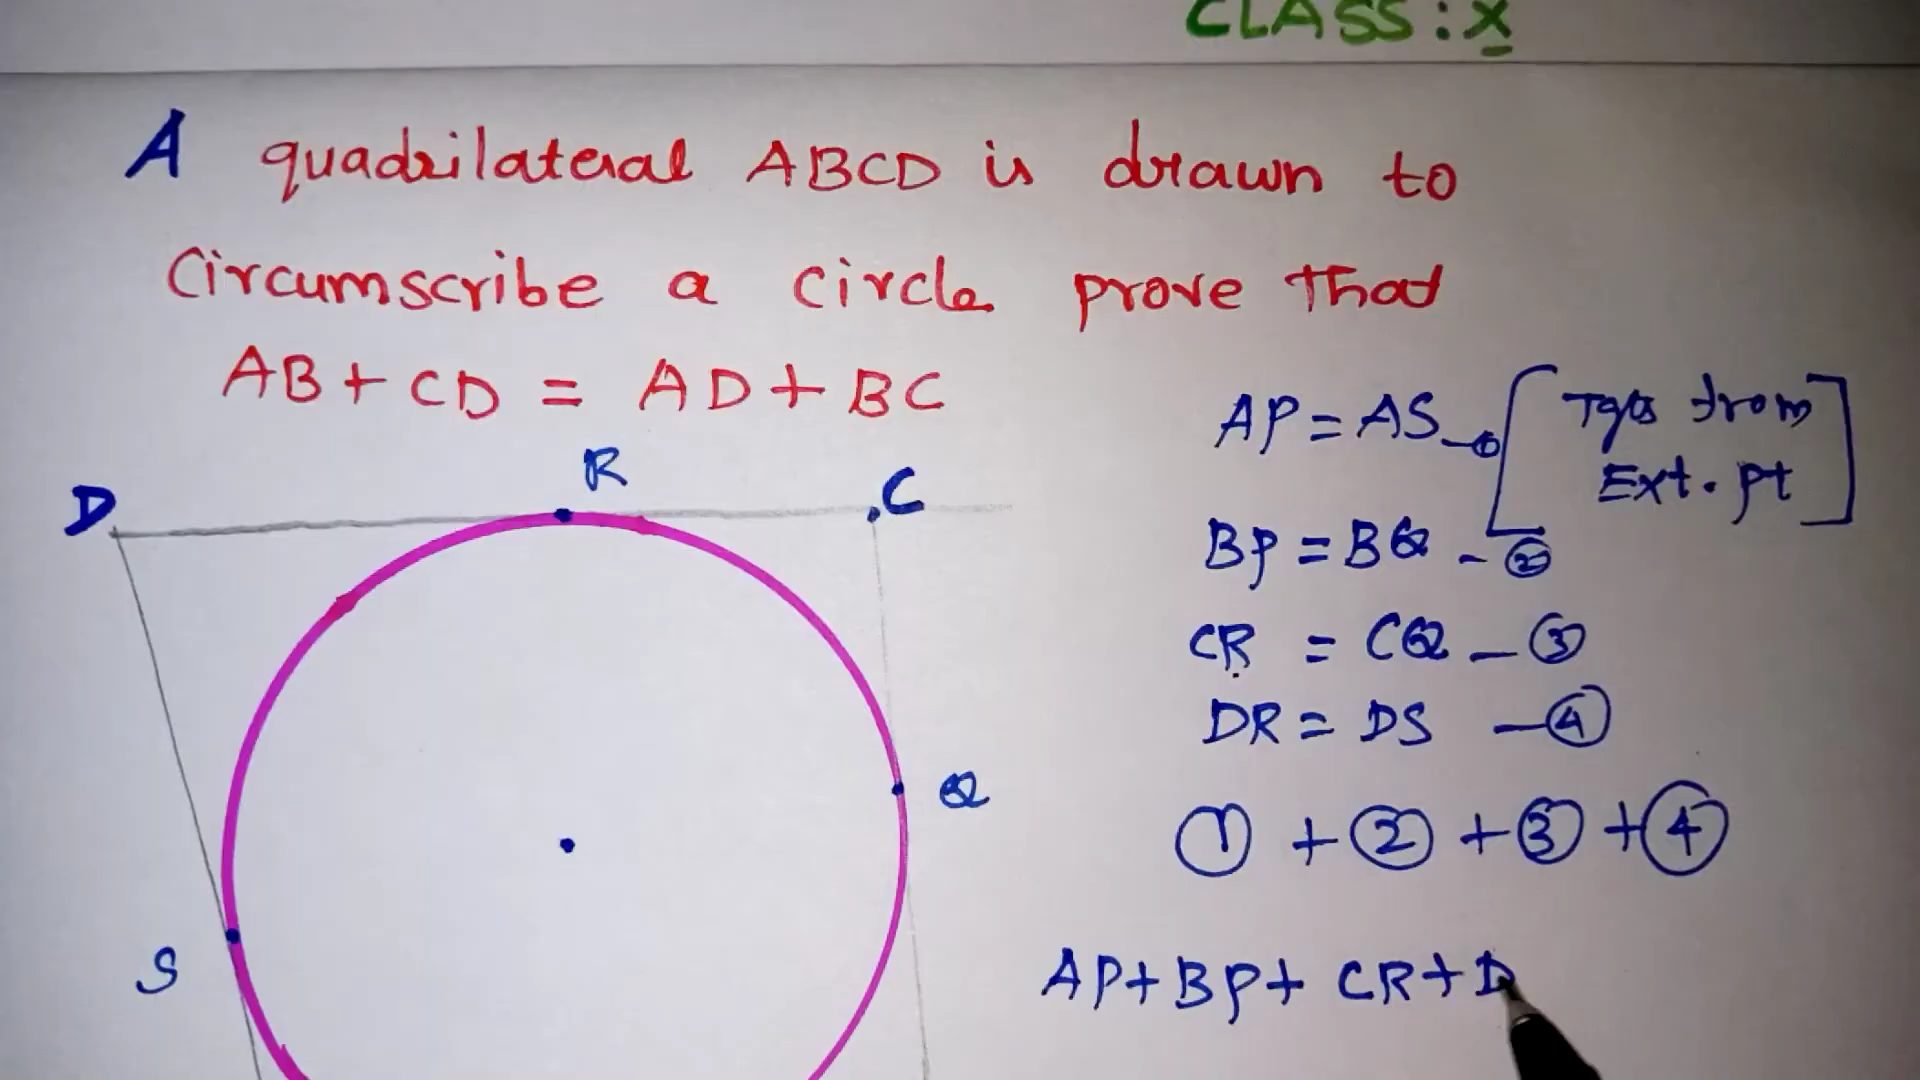 CLASS: X
A quadrilateral ABCD is drawn to
Circumscribe a circle prove that
AB + CD = AD + BC
AP = AS - ① [Tgts from
Ext. pt]
BP = BQ - ②
CR = CQ - ③
DR = DS - ④
① + ② + ③ + ④
AP + BP + CR + D
D
R
C
Q
S